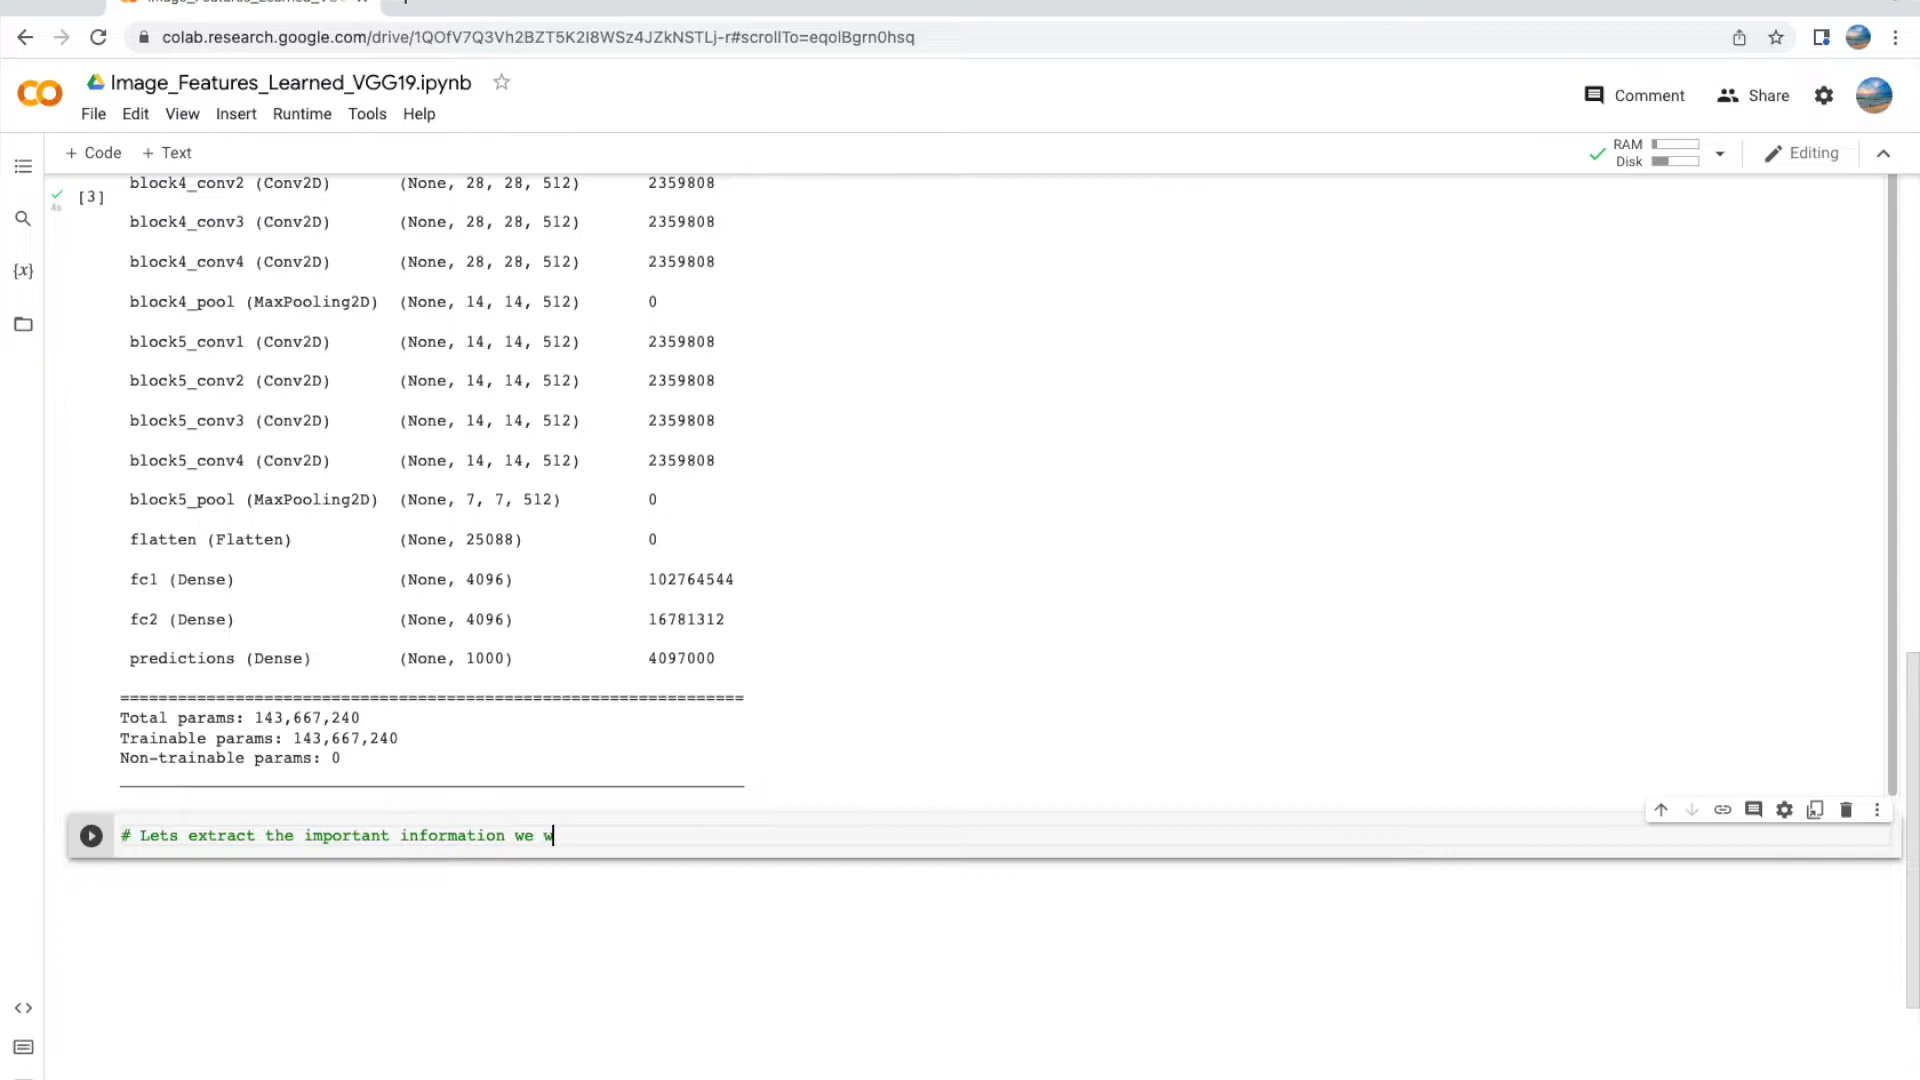 colab.research.google.com/drive/1QOfV7Q3Vh2BZT5K2I8WSz4JZkNSTLj-r#scrollTo=eqolBgrn0hsq
CO Image_Features_Learned_VGG19.ipynb
File Edit View Insert Runtime Tools Help
Comment Share
+ Code + Text
RAM
Disk
Editing
[3]
4s
block4_conv2 (Conv2D) (None, 28, 28, 512) 2359808
block4_conv3 (Conv2D) (None, 28, 28, 512) 2359808
block4_conv4 (Conv2D) (None, 28, 28, 512) 2359808
block4_pool (MaxPooling2D) (None, 14, 14, 512) 0
block5_conv1 (Conv2D) (None, 14, 14, 512) 2359808
block5_conv2 (Conv2D) (None, 14, 14, 512) 2359808
block5_conv3 (Conv2D) (None, 14, 14, 512) 2359808
block5_conv4 (Conv2D) (None, 14, 14, 512) 2359808
block5_pool (MaxPooling2D) (None, 7, 7, 512) 0
flatten (Flatten) (None, 25088) 0
fc1 (Dense) (None, 4096) 102764544
fc2 (Dense) (None, 4096) 16781312
predictions (Dense) (None, 1000) 4097000
=================================================================
Total params: 143,667,240
Trainable params: 143,667,240
Non-trainable params: 0
# Lets extract the important information we w